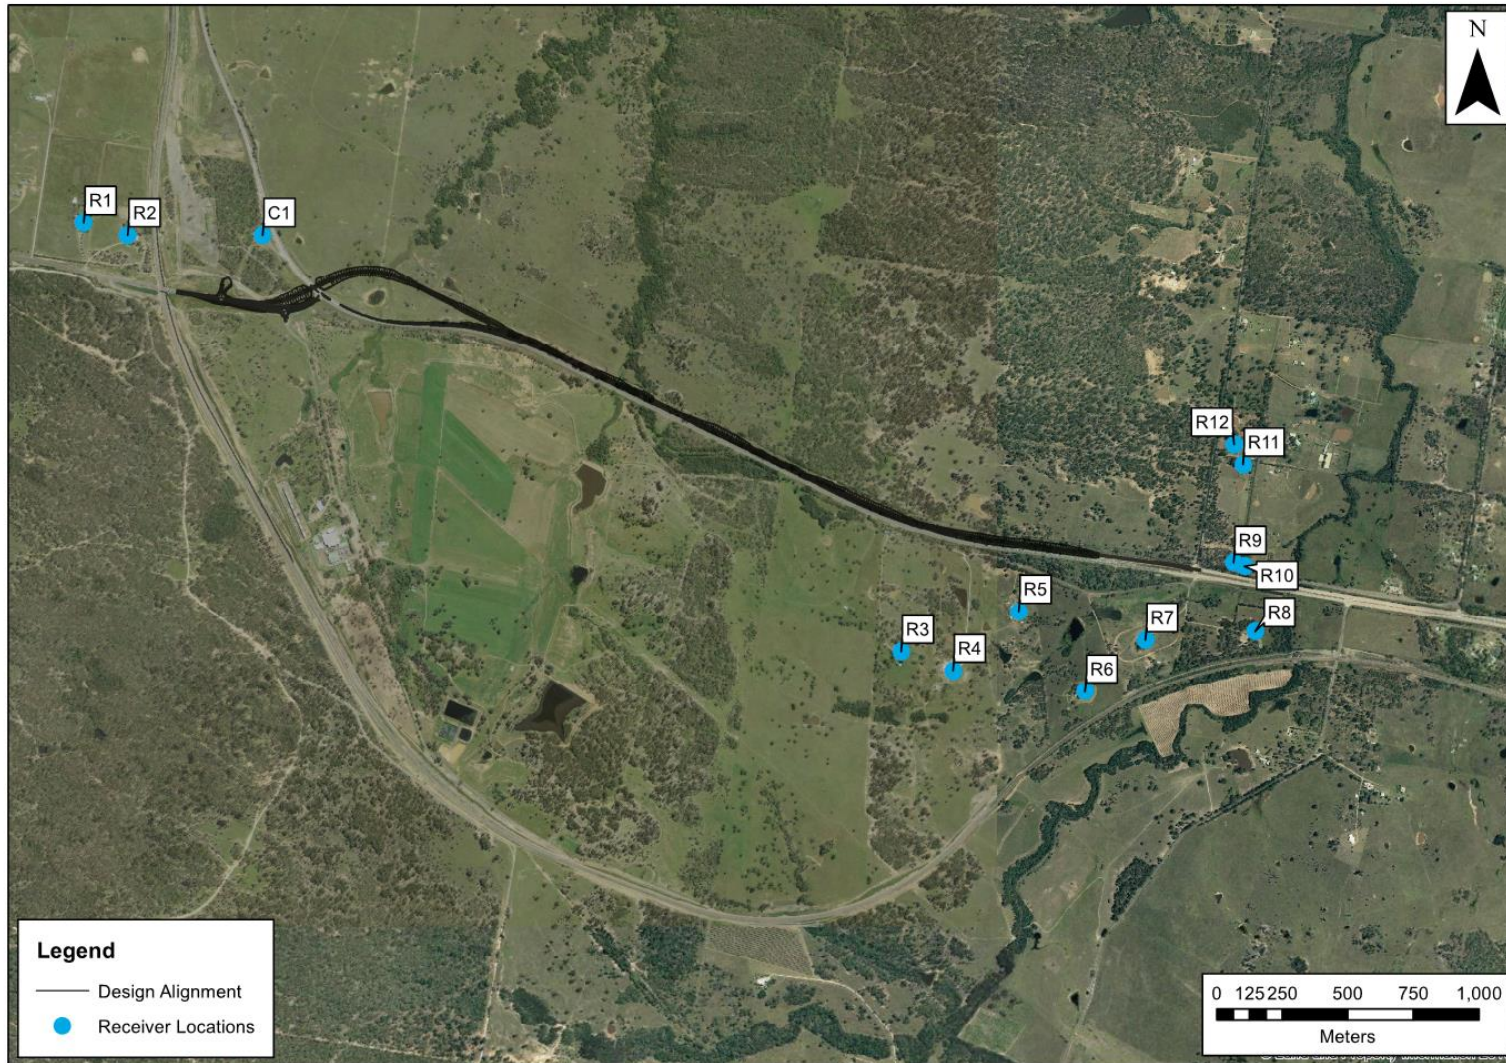 N
R1
R2
C1
R12
R11
R9
R10
R5
R8
R3
R7
R4
R6
Legend
Design Alignment
Receiver Locations
0 125 250 500 750 1,000
Meters